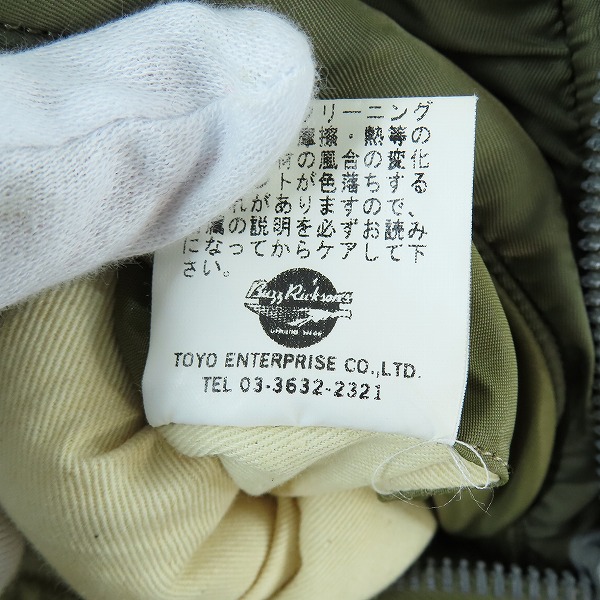 リーニング
摩擦・熱等の
の風合の変化
トが色落ちする
れがありますので、
の説明を必ずお読み
になってからケアして下
さい。
Buzz Rickson's
TOYO ENTERPRISE CO.,LTD.
TEL 03-3632-2321